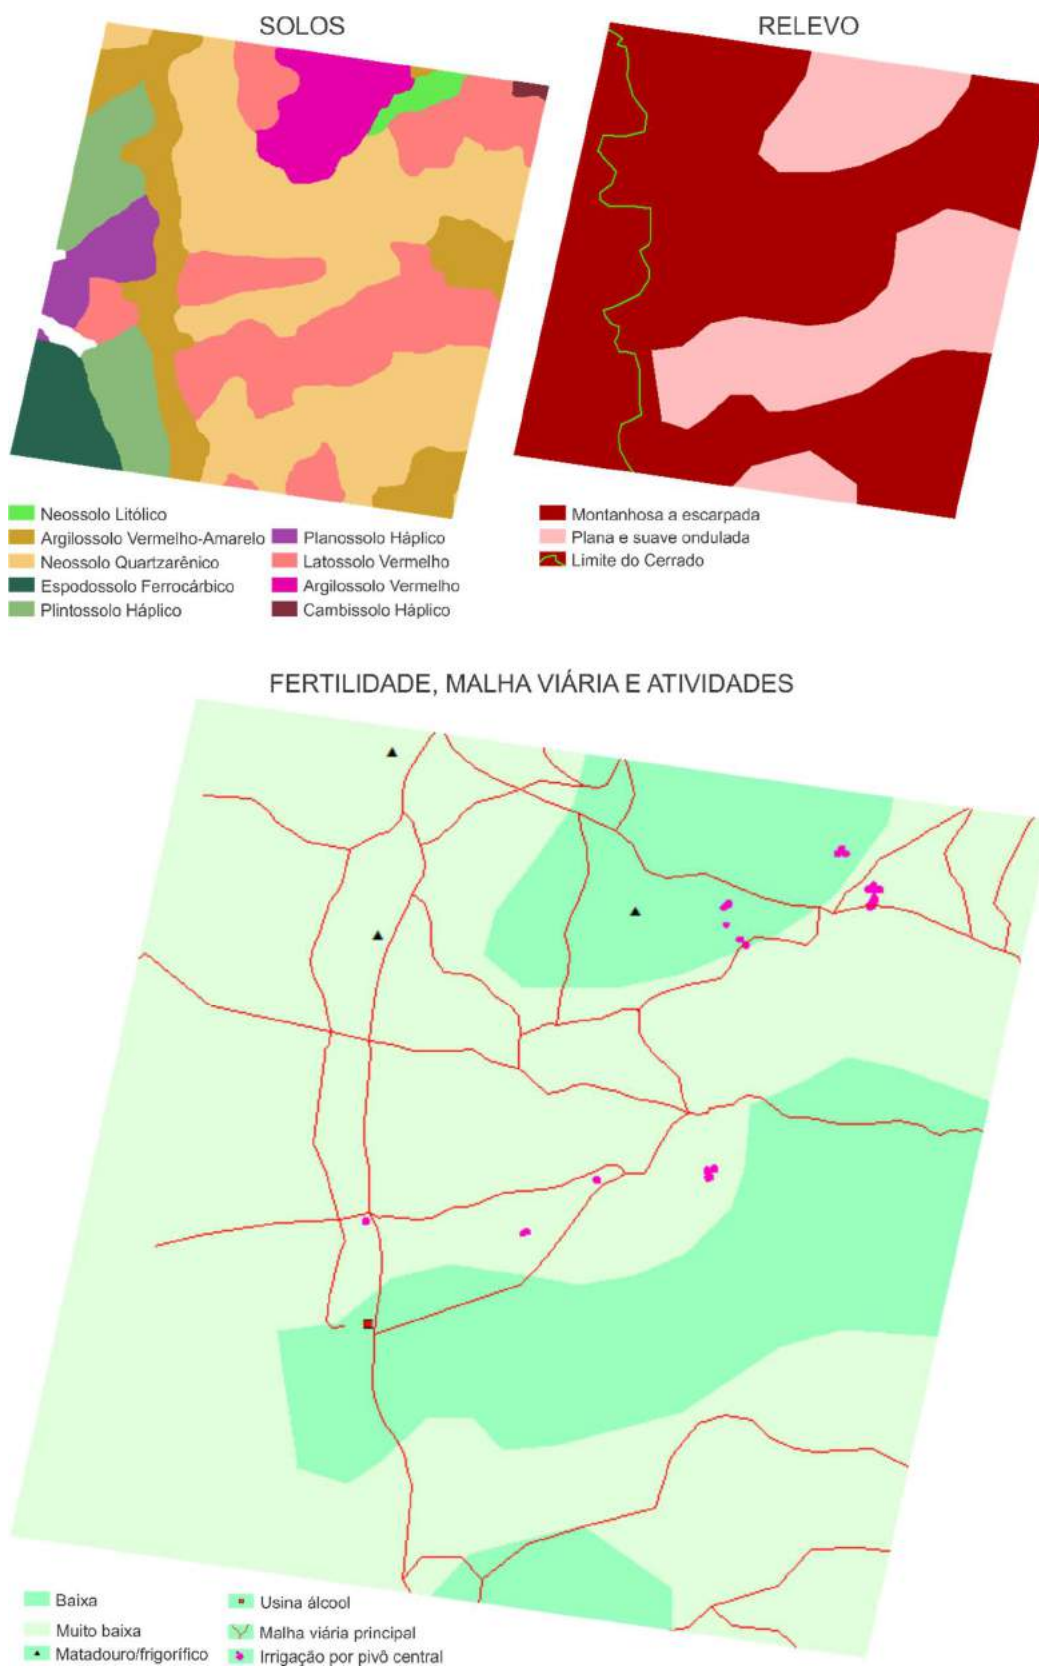 SOLOS
RELEVO
Neossolo Litólico
Argilossolo Vermelho-Amarelo
Neossolo Quartzarênico
Espodossolo Ferrocárbico
Plintossolo Háplico
Planossolo Háplico
Latossolo Vermelho
Argilossolo Vermelho
Cambissolo Háplico
Montanhosa a escarpada
Plana e suave ondulada
Limite do Cerrado
FERTILIDADE, MALHA VIÁRIA E ATIVIDADES
Baixa
Muito baixa
Matadouro/frigorífico
Usina álcool
Malha viária principal
Irrigação por pivô central